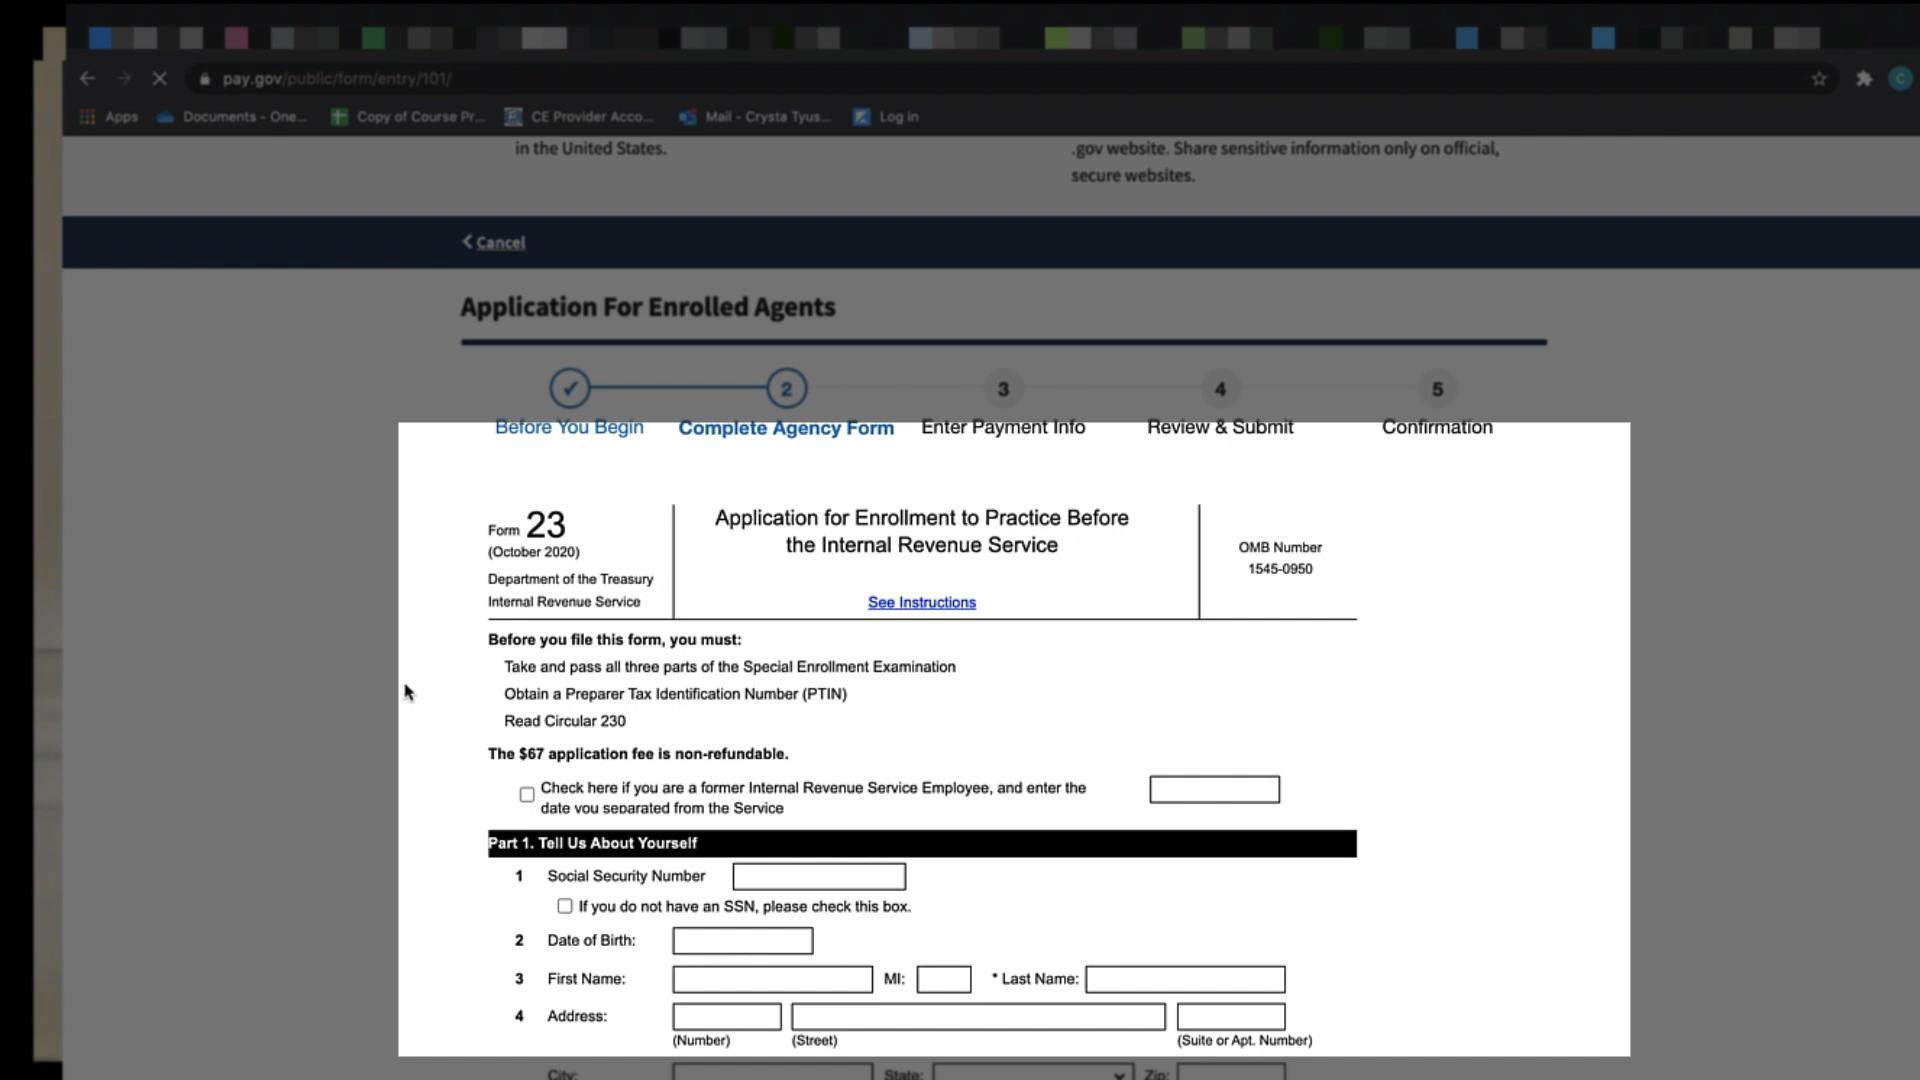 pay.gov/public/form/entry/101/
Apps Documents - One... Copy of Course Pr... CE Provider Acco... Mail - Crysta Tyus... Log in
in the United States.
.gov website. Share sensitive information only on official,
secure websites.
Cancel
Application For Enrolled Agents
2 3 4 5
Before You Begin Complete Agency Form Enter Payment Info Review & Submit Confirmation
Form 23
(October 2020)
Department of the Treasury
Internal Revenue Service
Application for Enrollment to Practice Before
the Internal Revenue Service
See Instructions
OMB Number
1545-0950
Before you file this form, you must:
Take and pass all three parts of the Special Enrollment Examination
Obtain a Preparer Tax Identification Number (PTIN)
Read Circular 230
The $67 application fee is non-refundable.
Check here if you are a former Internal Revenue Service Employee, and enter the
date you separated from the Service
Part 1. Tell Us About Yourself
1 Social Security Number
If you do not have an SSN, please check this box.
2 Date of Birth:
3 First Name: MI: * Last Name:
4 Address:
(Number) (Street) (Suite or Apt. Number)
City: State: Zip:
C